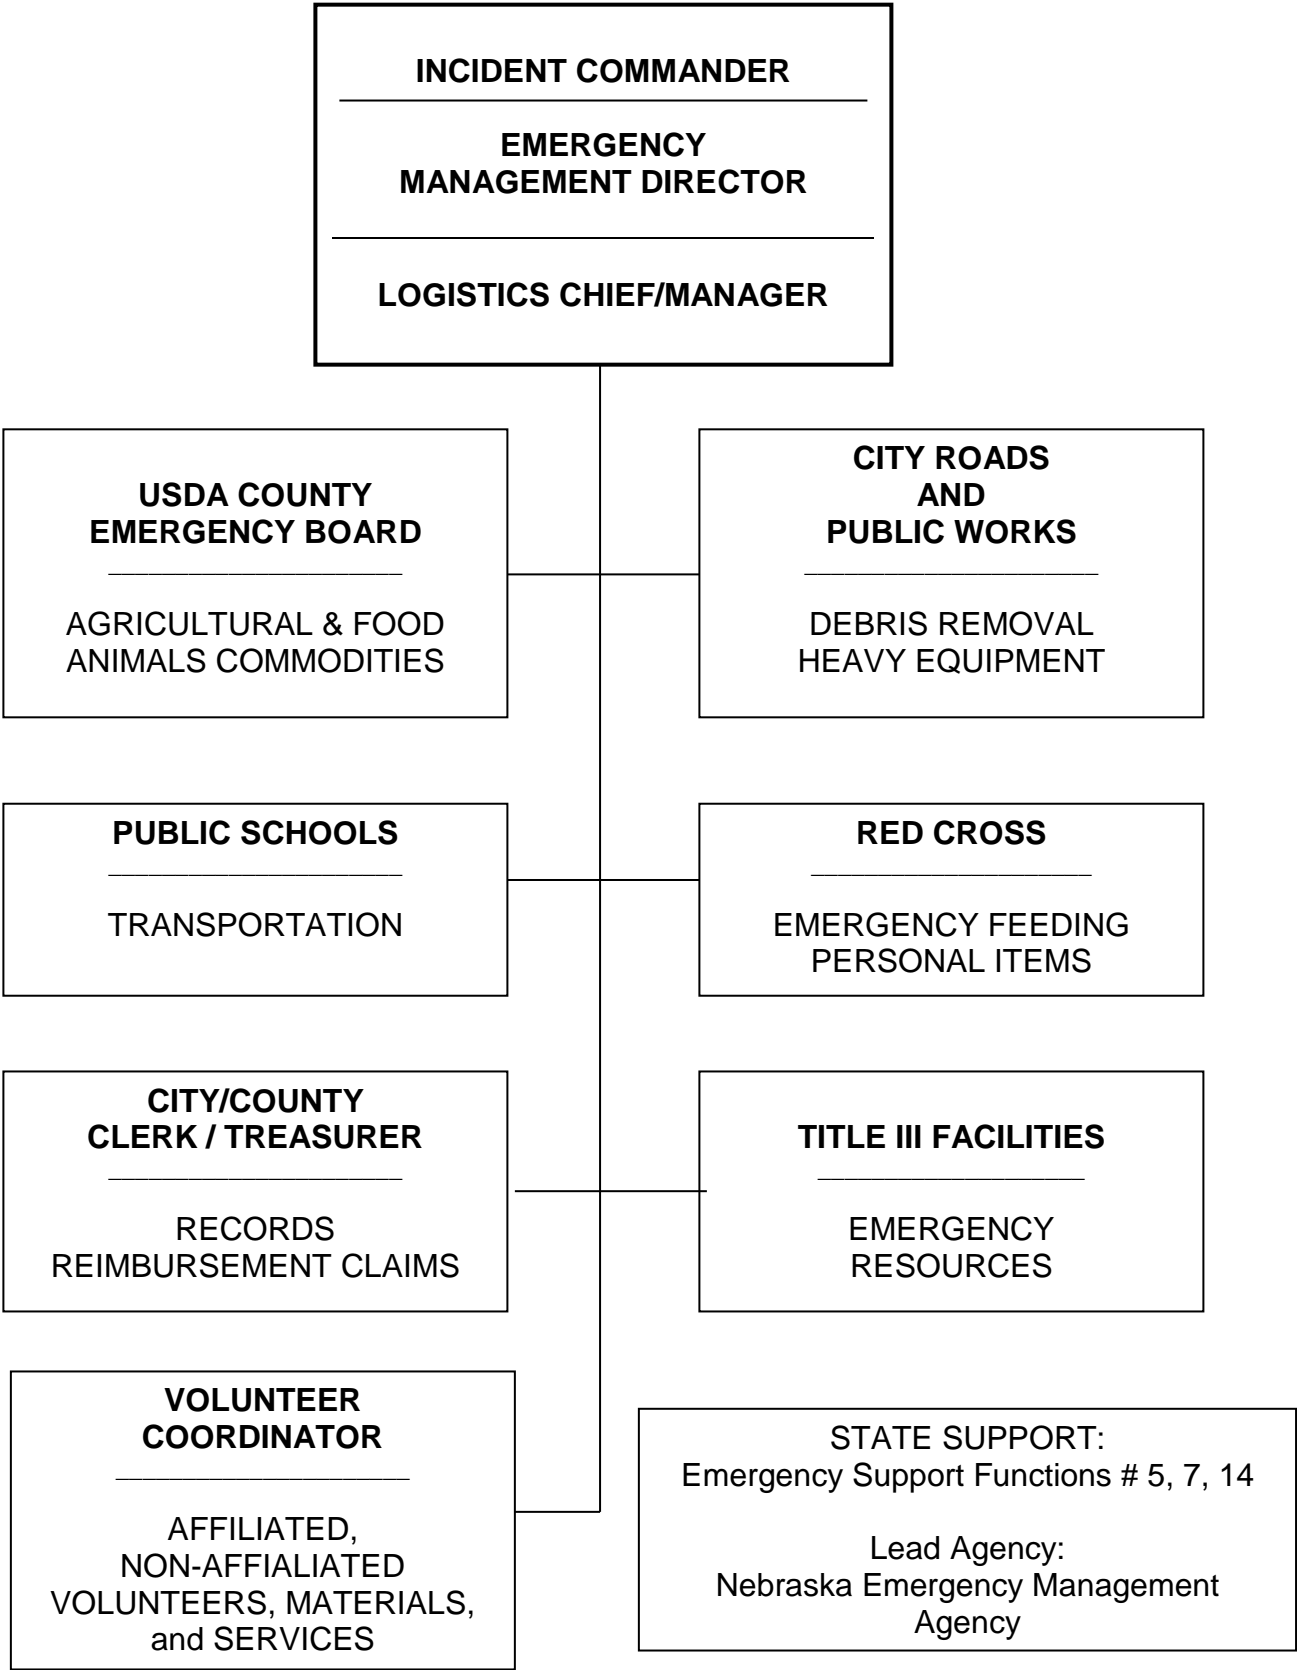 INCIDENT COMMANDER
EMERGENCY
MANAGEMENT DIRECTOR
LOGISTICS CHIEF/MANAGER
USDA COUNTY
EMERGENCY BOARD
AGRICULTURAL & FOOD
ANIMALS COMMODITIES
CITY ROADS
AND
PUBLIC WORKS
DEBRIS REMOVAL
HEAVY EQUIPMENT
PUBLIC SCHOOLS
TRANSPORTATION
RED CROSS
EMERGENCY FEEDING
PERSONAL ITEMS
CITY/COUNTY
CLERK / TREASURER
RECORDS
REIMBURSEMENT CLAIMS
TITLE III FACILITIES
EMERGENCY
RESOURCES
VOLUNTEER
COORDINATOR
AFFILIATED,
NON-AFFIALIATED
VOLUNTEERS, MATERIALS,
and SERVICES
STATE SUPPORT:
Emergency Support Functions # 5, 7, 14
Lead Agency:
Nebraska Emergency Management
Agency